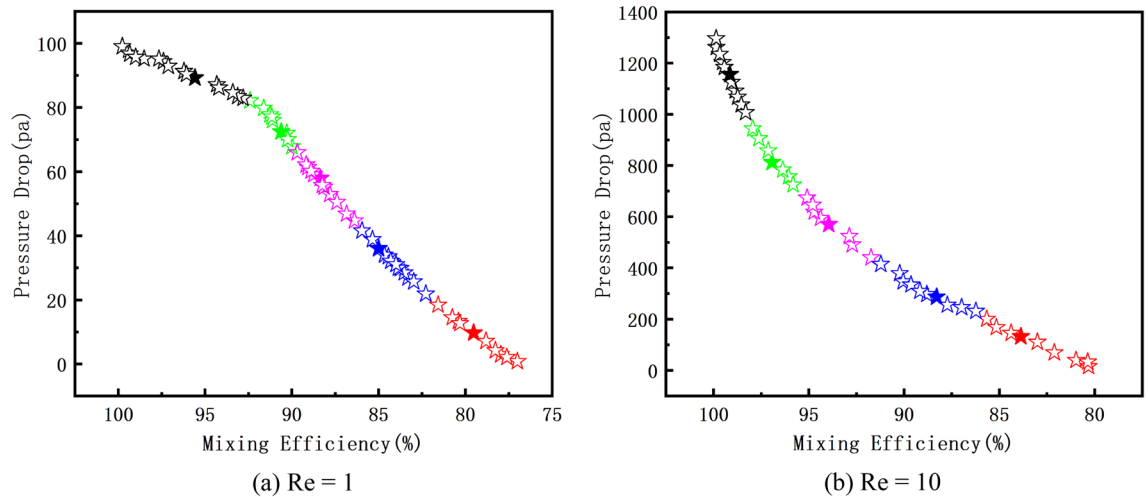 100
80
60
40
20
0
Pressure Drop(pa)
100 95 90 85 80 75
Mixing Efficiency(%)
(a) Re = 1
1400
1200
1000
800
600
400
200
0
Pressure Drop(pa)
100 95 90 85 80
Mixing Efficiency(%)
(b) Re = 10